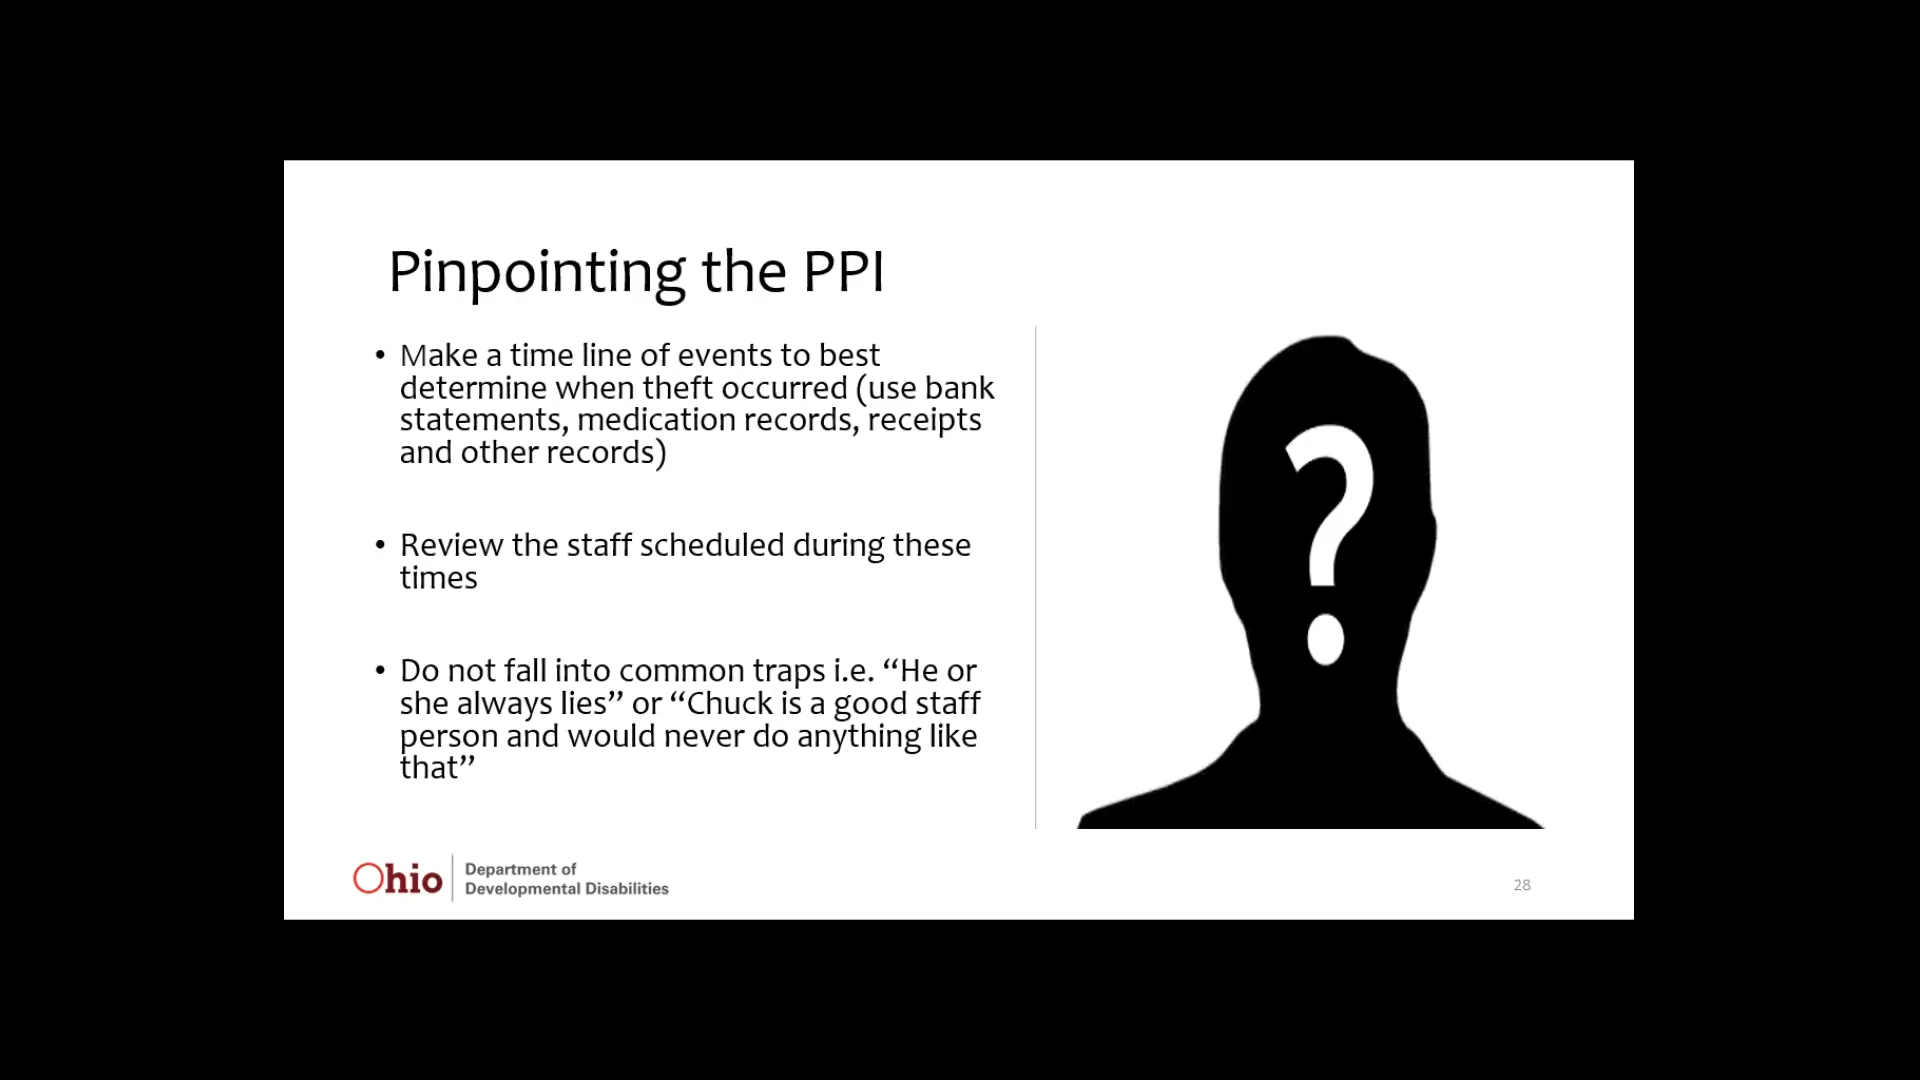 Pinpointing the PPI
• Make a time line of events to best
determine when theft occurred (use bank
statements, medication records, receipts
and other records)
• Review the staff scheduled during these
times
• Do not fall into common traps i.e. “He or
she always lies” or “Chuck is a good staff
person and would never do anything like
that”
?
Ohio
Department of
Developmental Disabilities
28